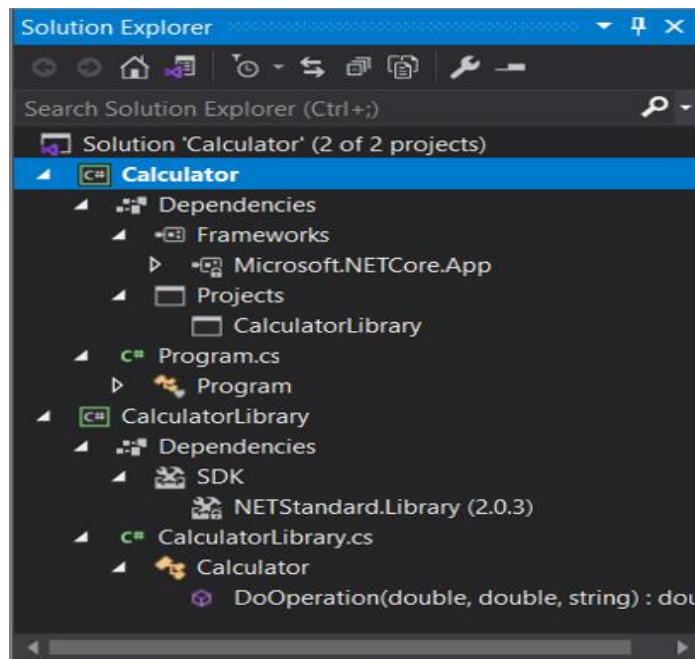 Solution Explorer
Search Solution Explorer (Ctrl+;)
Solution 'Calculator' (2 of 2 projects)
C# Calculator
Dependencies
Frameworks
Microsoft.NETCore.App
Projects
CalculatorLibrary
C# Program.cs
Program
C# CalculatorLibrary
Dependencies
SDK
NETStandard.Library (2.0.3)
C# CalculatorLibrary.cs
Calculator
DoOperation(double, double, string) : dou